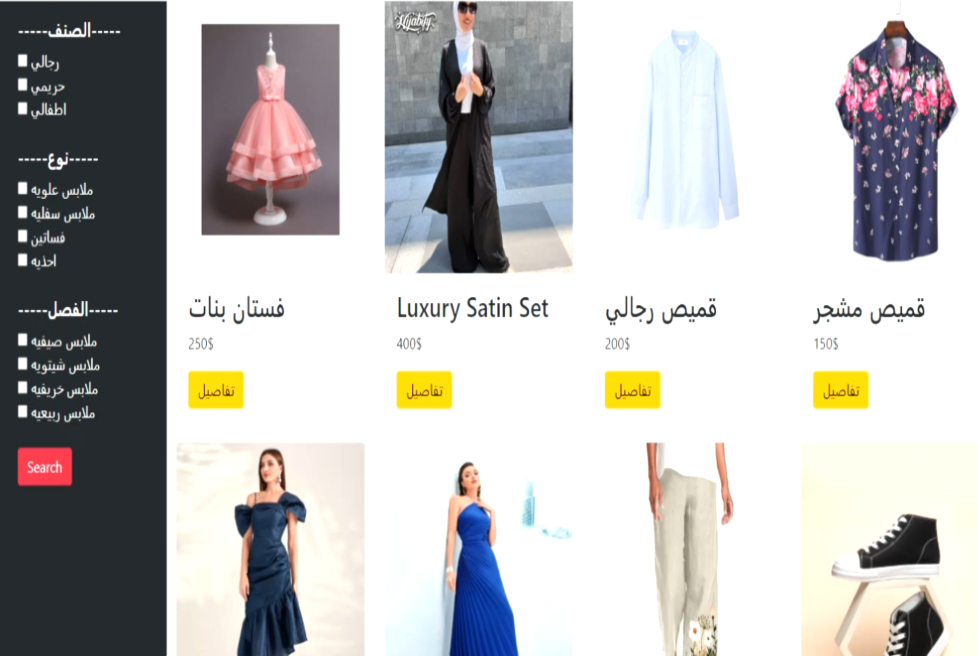 -----الصنف-----
رجالي
حريمي
اطفالي
-----نوع-----
ملابس علويه
ملابس سفليه
فساتين
احذيه
-----الفصل-----
ملابس صيفيه
ملابس شيتويه
ملابس خريفيه
ملابس ربيعيه
Search
Hijabify
فستان بنات
250$
تفاصيل
Luxury Satin Set
400$
تفاصيل
قميص رجالي
200$
تفاصيل
قميص مشجر
150$
تفاصيل